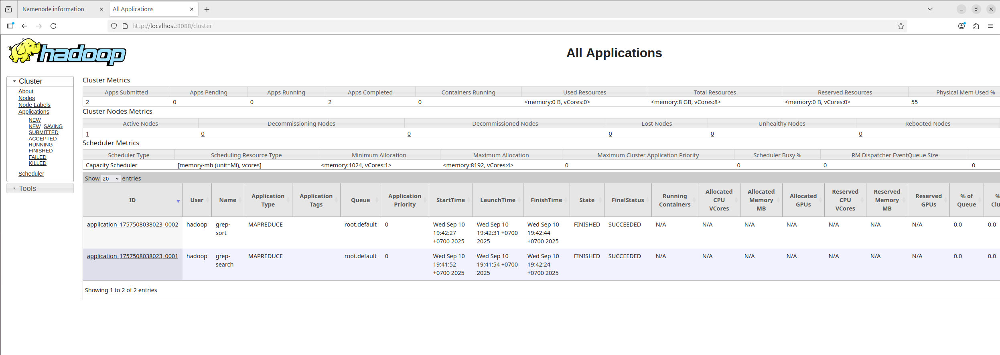 Namenode information
All Applications
http://localhost:8088/cluster
hadoop
All Applications
Cluster
About
Nodes
Node Labels
Applications
NEW
NEW_SAVING
SUBMITTED
ACCEPTED
RUNNING
FINISHED
FAILED
KILLED
Scheduler
Tools
Cluster Metrics
Apps Submitted Apps Pending Apps Running Apps Completed Containers Running Used Resources Total Resources Reserved Resources Physical Mem Used %
2 0 0 2 0 <memory:0 B, vCores:0> <memory:8 GB, vCores:8> <memory:0 B, vCores:0> 55
Cluster Nodes Metrics
Active Nodes Decommissioning Nodes Decommissioned Nodes Lost Nodes Unhealthy Nodes Rebooted Nodes
1 0 0 0 0 0
Scheduler Metrics
Scheduler Type Scheduling Resource Type Minimum Allocation Maximum Allocation Maximum Cluster Application Priority Scheduler Busy % RM Dispatcher EventQueue Size
Capacity Scheduler [memory-mb (unit=Mi), vcores] <memory:1024, vCores:1> <memory:8192, vCores:4> 0 0 0 0
Show 20 entries
ID User Name Application Type Application Tags Queue Application Priority StartTime LaunchTime FinishTime State FinalStatus Running Containers Allocated CPU VCores Allocated Memory MB Allocated GPUs Reserved CPU VCores Reserved Memory MB Reserved GPUs % of Queue % Clu
application_1757508038023_0002 hadoop grep-sort MAPREDUCE root.default 0 Wed Sep 10 19:42:27 +0700 2025 Wed Sep 10 19:42:31 +0700 2025 Wed Sep 10 19:42:44 +0700 2025 FINISHED SUCCEEDED N/A N/A N/A N/A N/A N/A N/A 0.0 0.0
application_1757508038023_0001 hadoop grep-search MAPREDUCE root.default 0 Wed Sep 10 19:41:52 +0700 2025 Wed Sep 10 19:41:54 +0700 2025 Wed Sep 10 19:42:24 +0700 2025 FINISHED SUCCEEDED N/A N/A N/A N/A N/A N/A N/A 0.0 0.0
Showing 1 to 2 of 2 entries